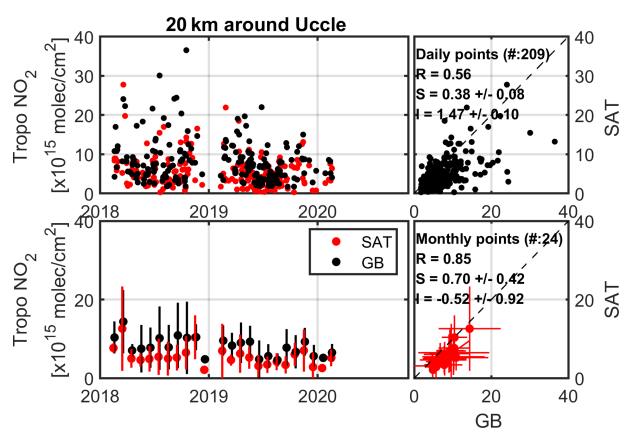 20 km around Uccle
Tropo NO2
[x10^15 molec/cm^2]
40
30
20
10
0
2018
2019
2020
Daily points (#:209)
R = 0.56
S = 0.38 +/- 0.08
I = 1.47 +/- 0.10
40
30
20
10
0
SAT
0
20
40
Tropo NO2
[x10^15 molec/cm^2]
40
20
0
2018
2019
2020
SAT
GB
Monthly points (#:24)
R = 0.85
S = 0.70 +/- 0.42
I = -0.52 +/- 0.92
40
20
0
SAT
0
20
40
GB